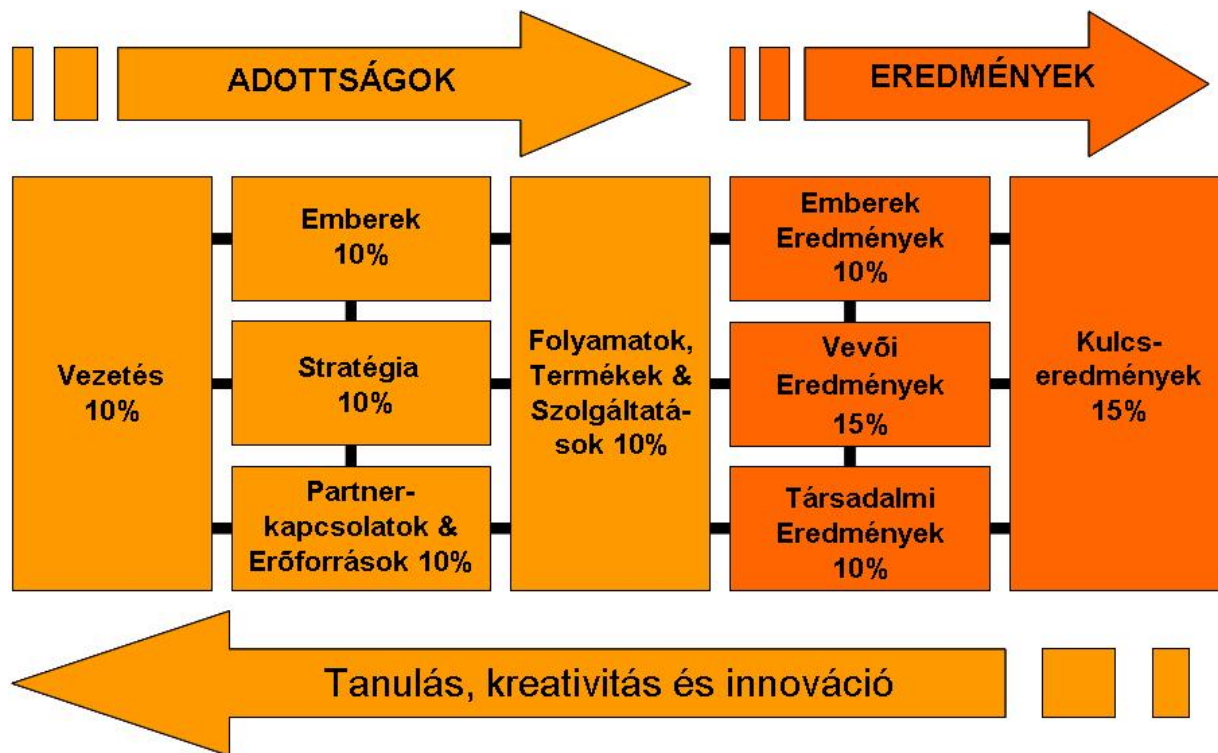 ADOTTSÁGOK
EREDMÉNYEK
Vezetés
10%
Emberek
10%
Stratégia
10%
Partner-
kapcsolatok &
Erőforrások 10%
Folyamatok,
Termékek &
Szolgáltatá-
sok 10%
Emberek
Eredmények
10%
Vevői
Eredmények
15%
Társadalmi
Eredmények
10%
Kulcs-
eredmények
15%
Tanulás, kreativitás és innováció